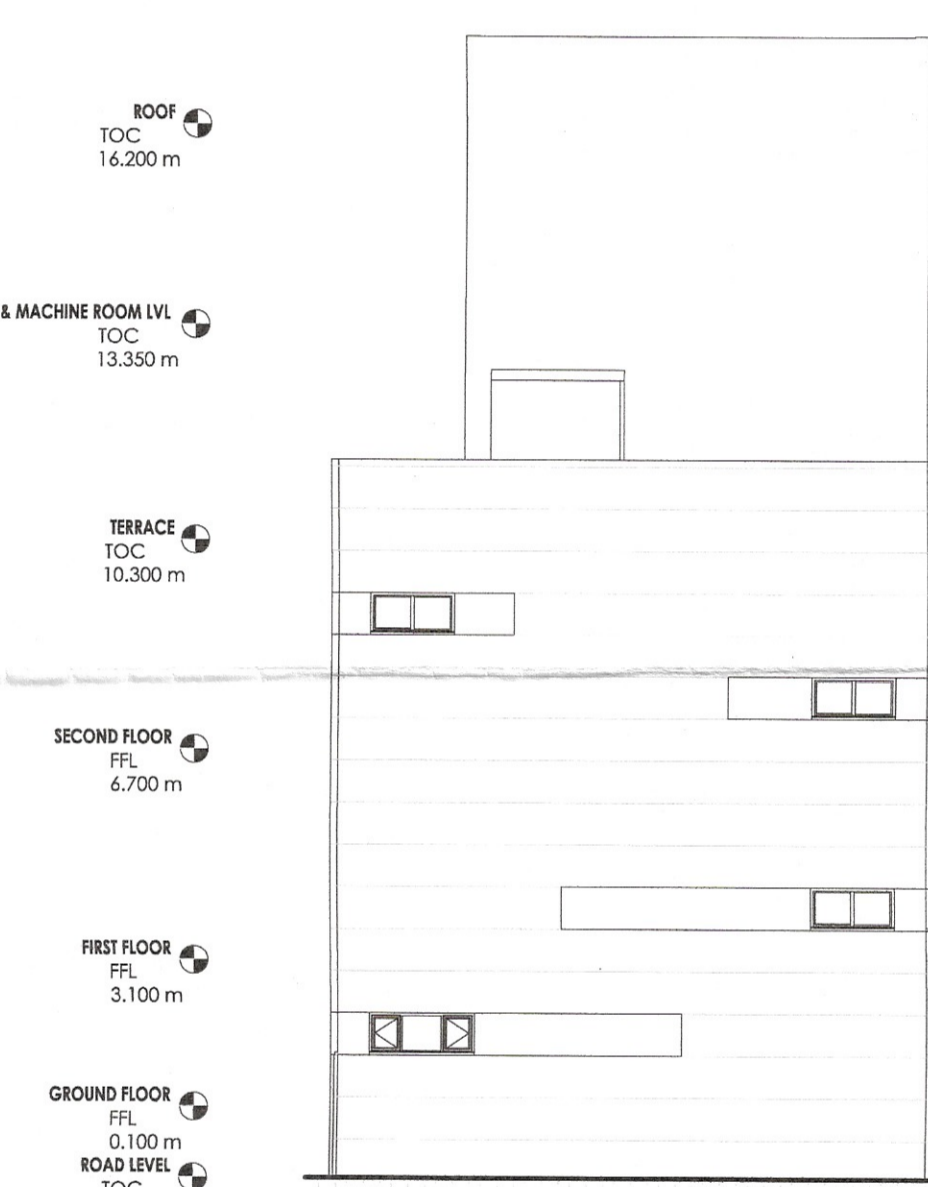 ROOF
TOC
16.200 m
& MACHINE ROOM LVL
TOC
13.350 m
TERRACE
TOC
10.300 m
SECOND FLOOR
FFL
6.700 m
FIRST FLOOR
FFL
3.100 m
GROUND FLOOR
FFL
0.100 m
ROAD LEVEL
TOC